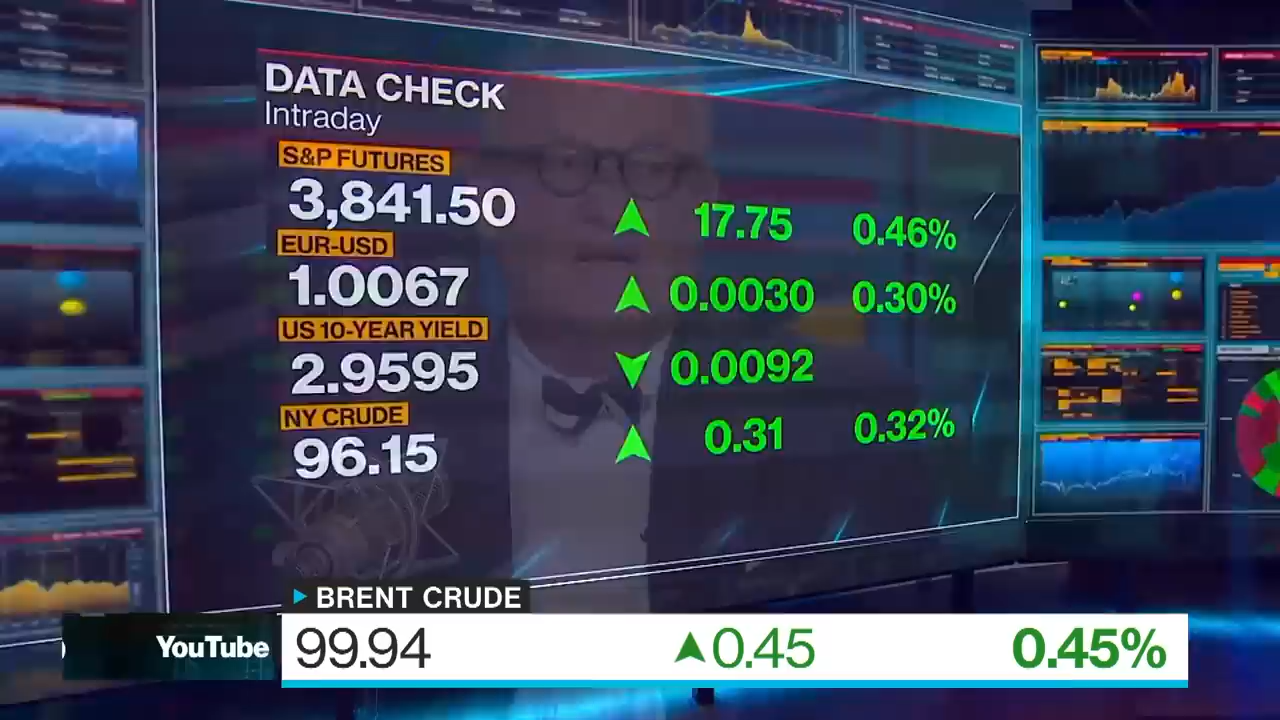 DATA CHECK
Intraday
S&P FUTURES
3,841.50 ▲ 17.75 0.46%
EUR-USD
1.0067 ▲ 0.0030 0.30%
US 10-YEAR YIELD
2.9595 ▼ 0.0092
NY CRUDE
96.15 ▲ 0.31 0.32%
BRENT CRUDE
YouTube 99.94 ▲0.45 0.45%